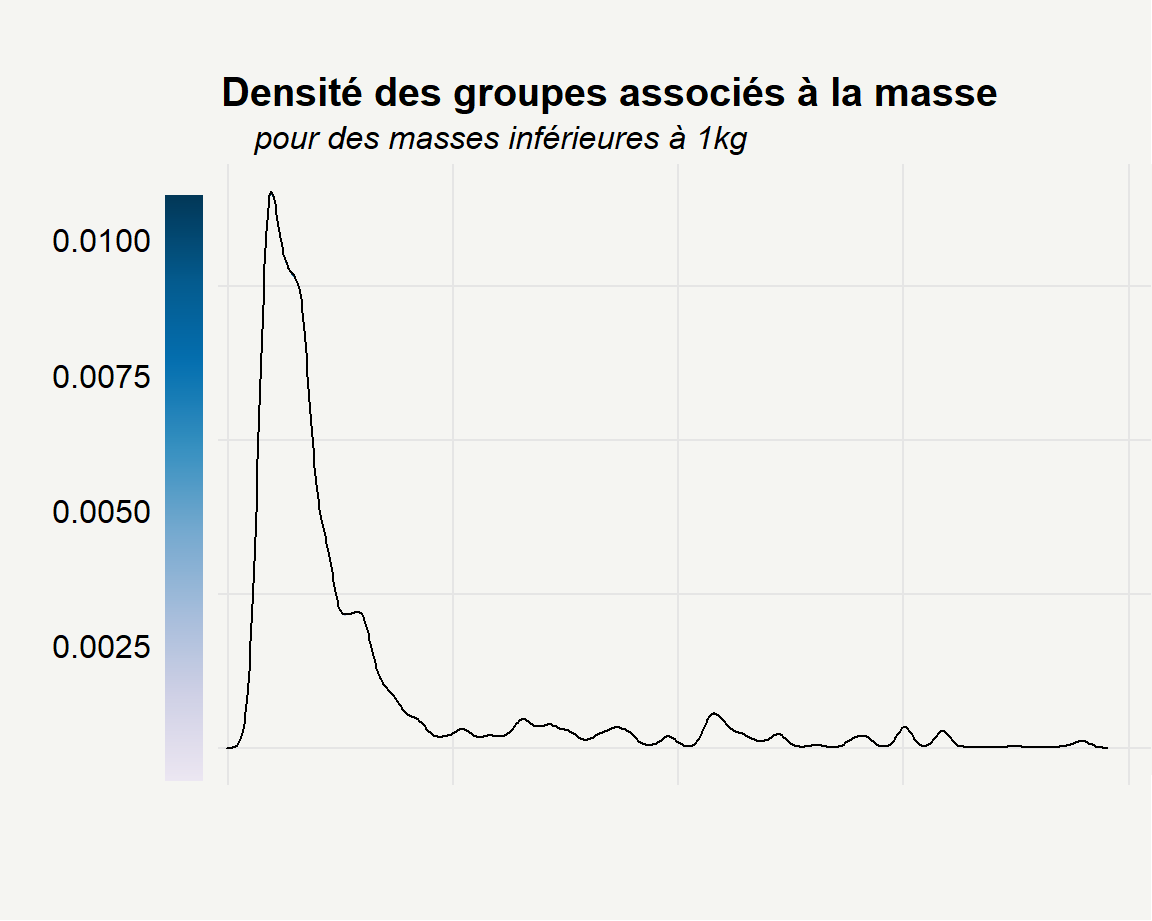 Densité des groupes associés à la masse
pour des masses inférieures à 1kg
0.0100
0.0075
0.0050
0.0025